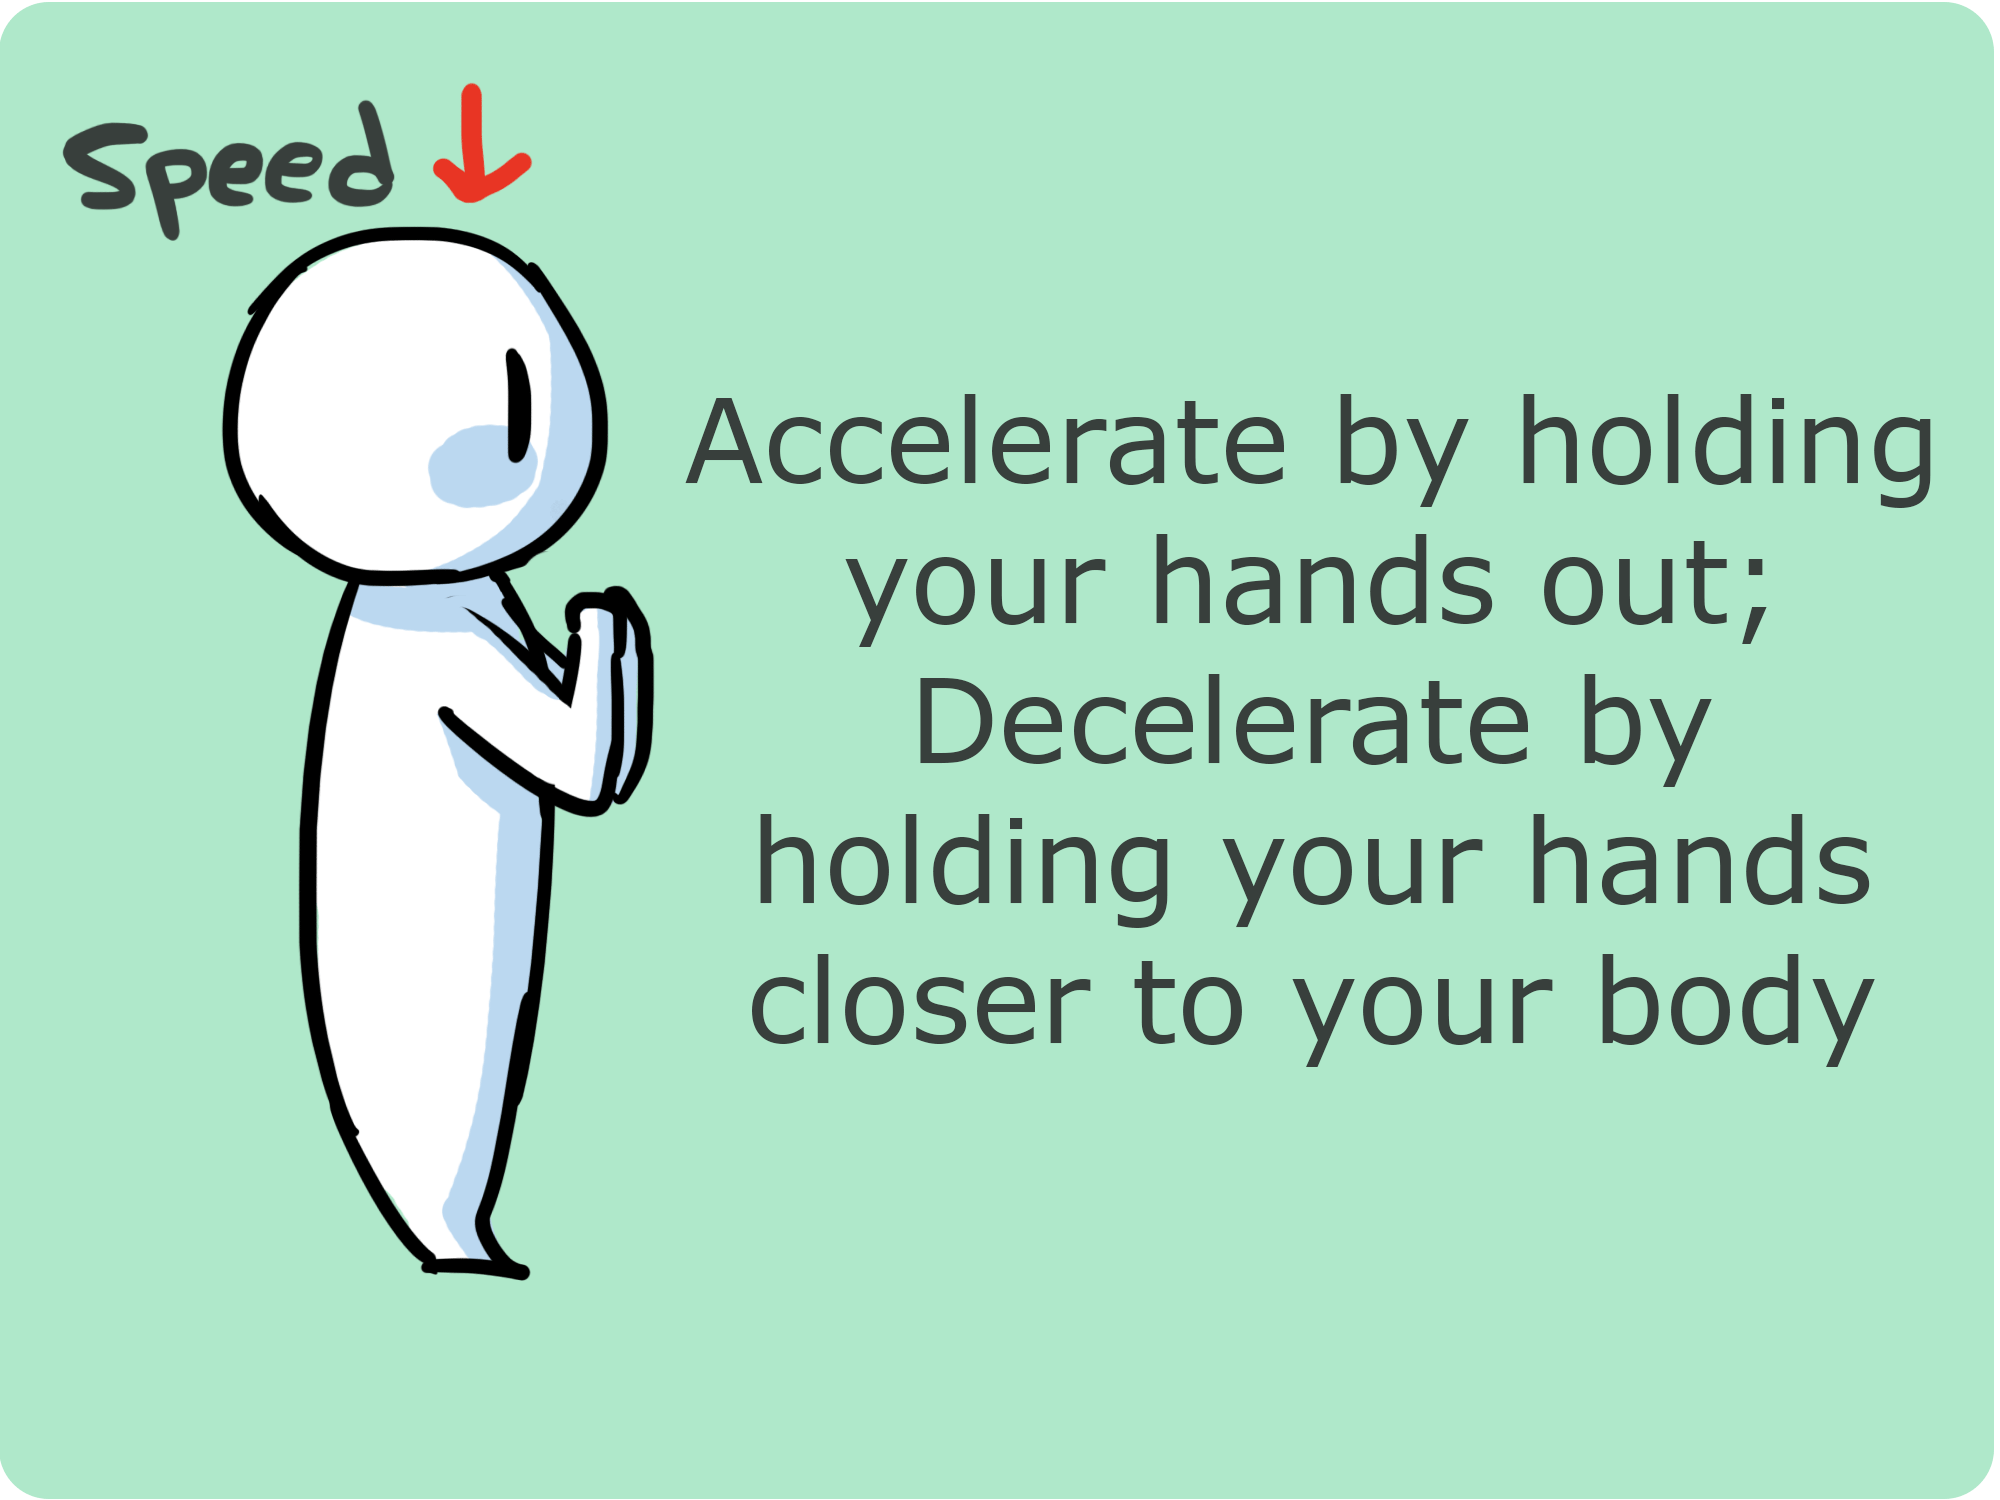 Speed
Accelerate by holding
your hands out;
Decelerate by
holding your hands
closer to your body